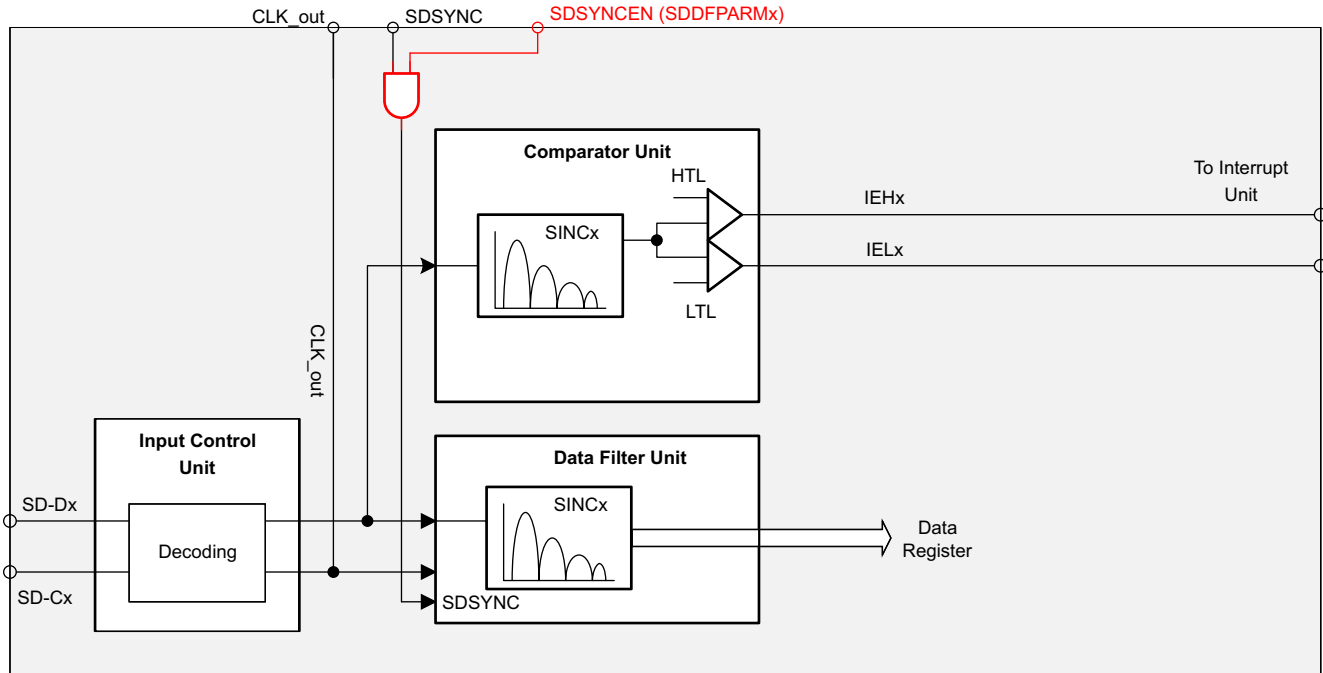 CLK_out
SDSYNC
SDSYNCEN (SDDFPARMx)
Comparator Unit
HTL
SINCx
LTL
IEHx
IELx
To Interrupt
Unit
CLK_out
Input Control
Unit
SD-Dx
Decoding
SD-Cx
Data Filter Unit
SINCx
SDSYNC
Data
Register